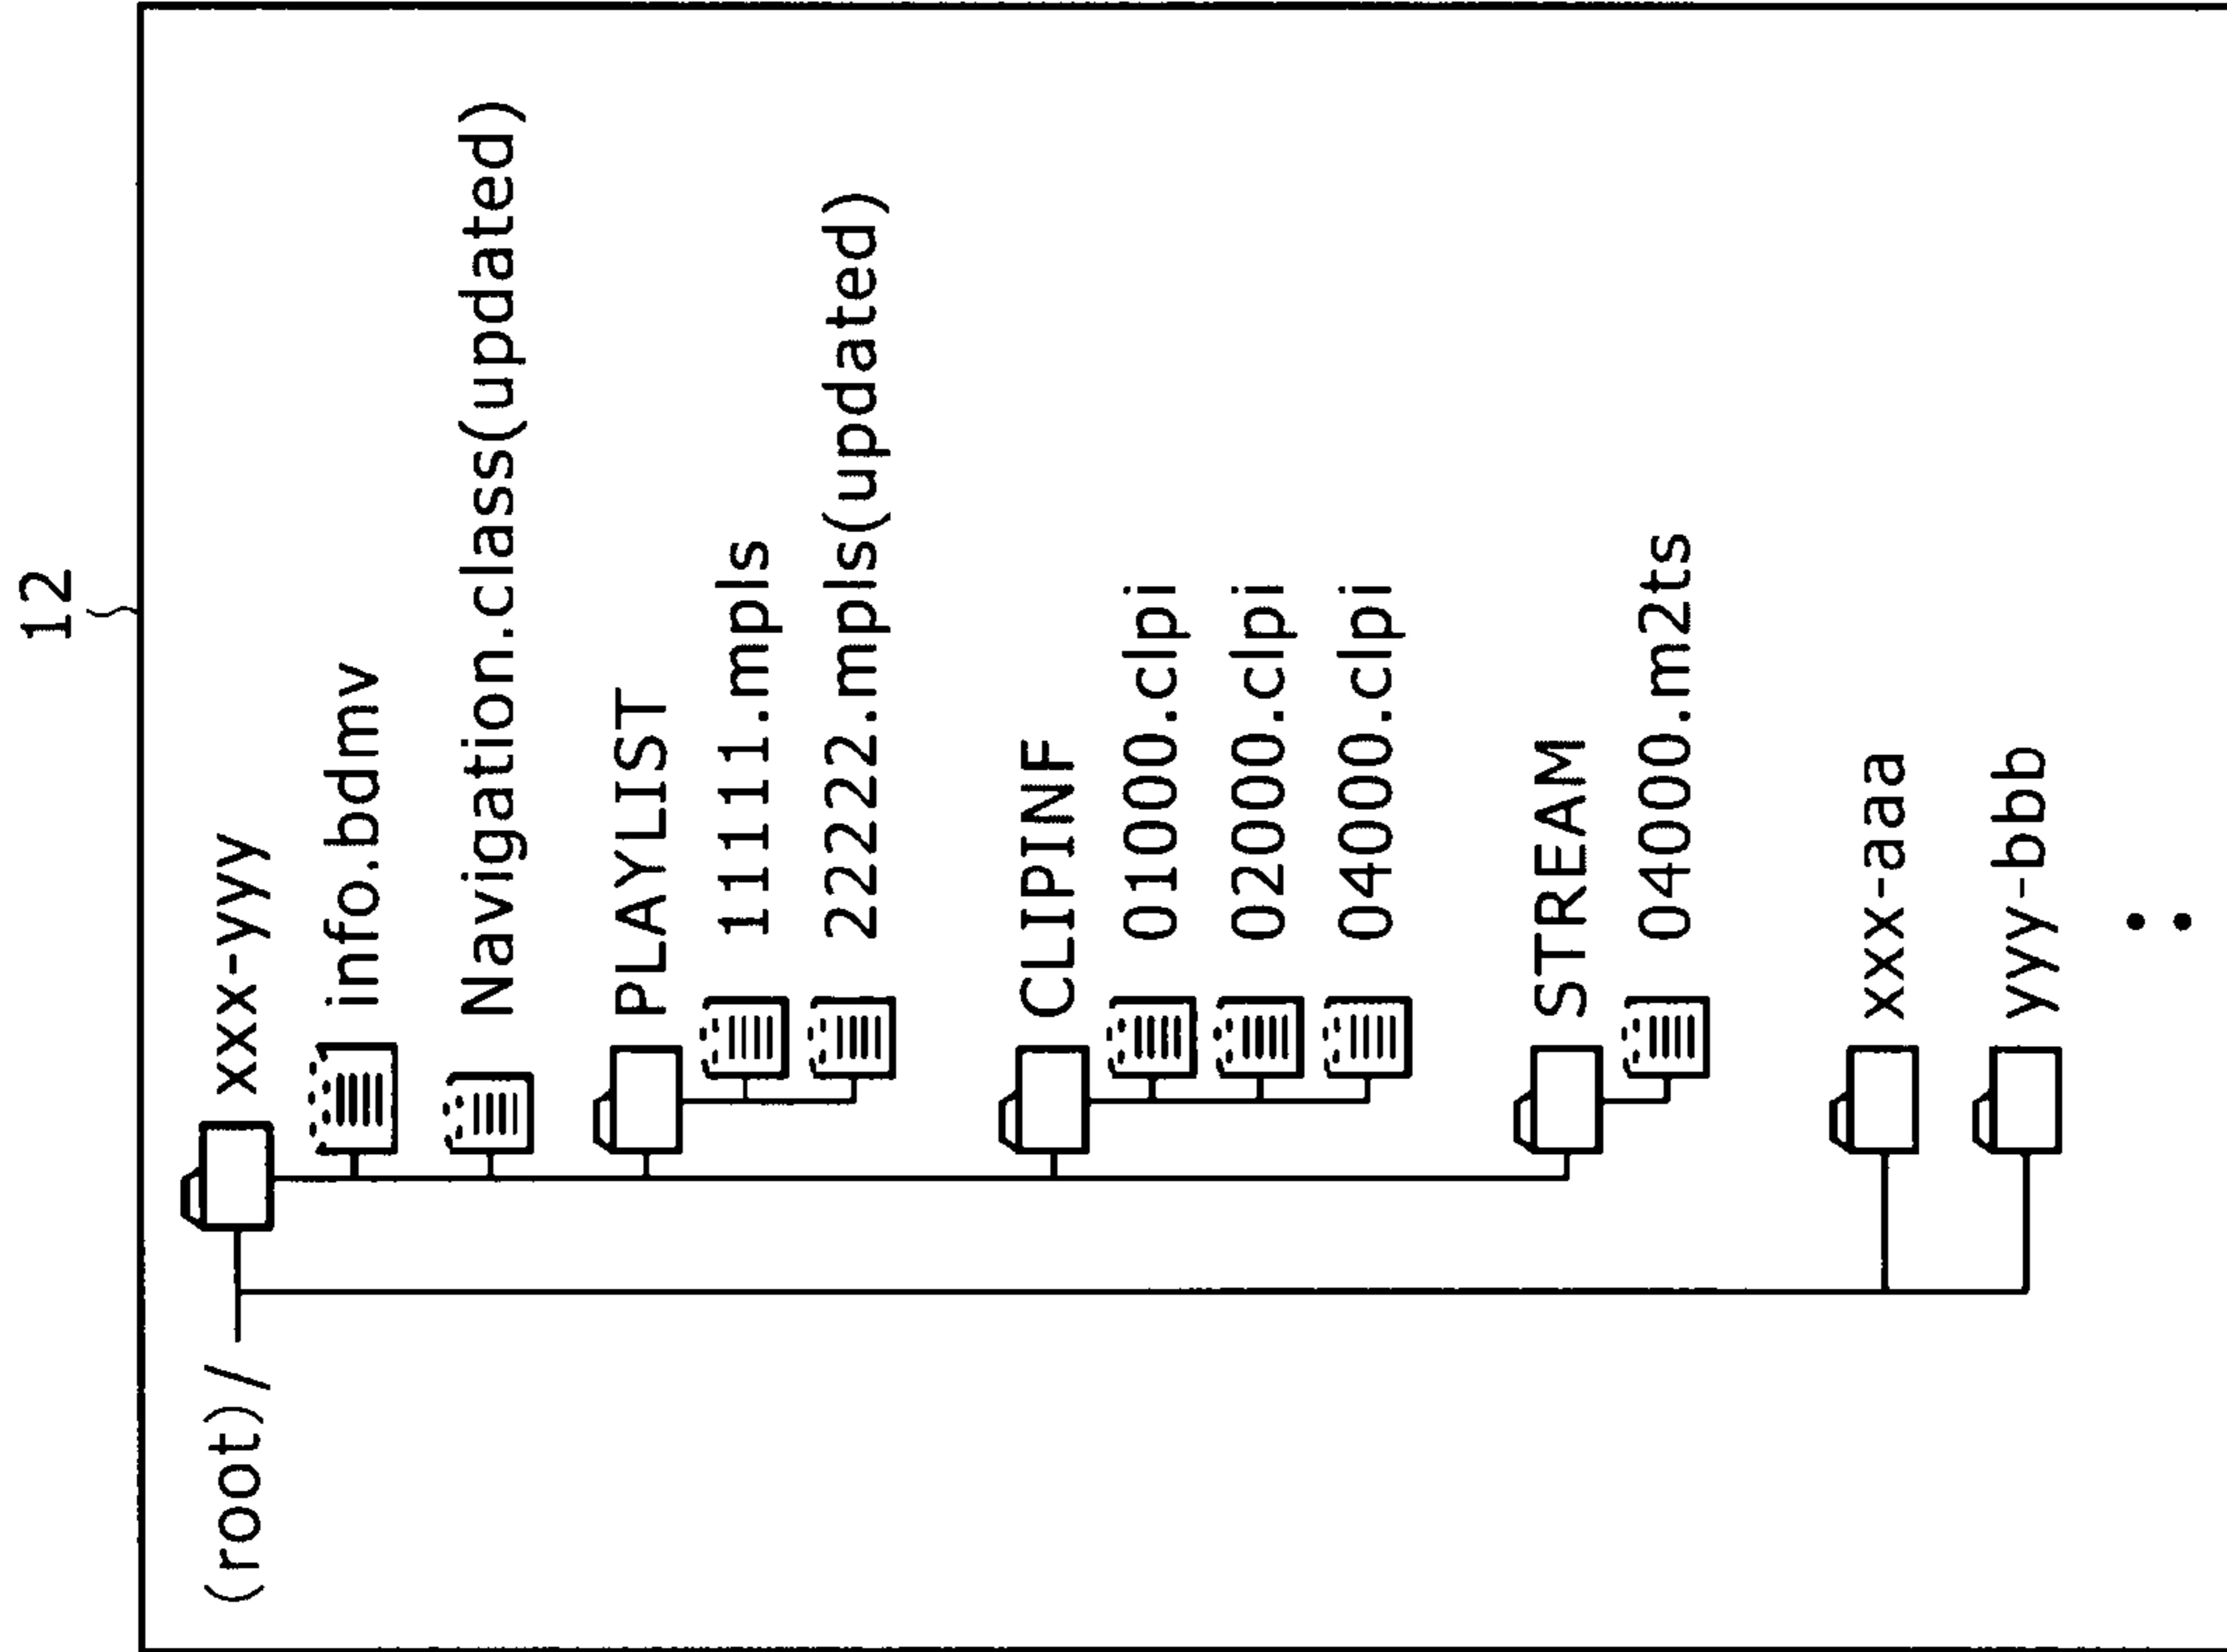 12
(root)/
xxx-yyy
info.bdmv
Navigation.class(updated)
PLAYLIST
11111.mpls
22222.mpls(updated)
CLIPINF
01000.clpi
02000.clpi
04000.clpi
STREAM
04000.m2ts
xxx-aaa
yyy-bbb